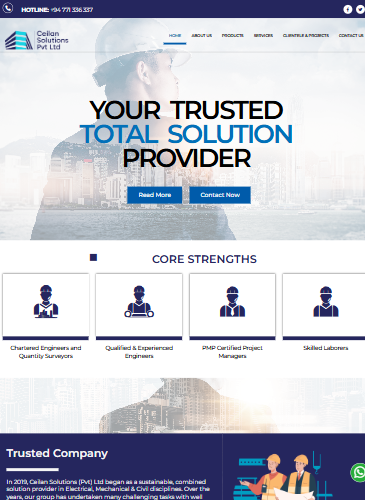 HOTLINE: +94 771 336 337
Ceilan
Solutions
Pvt Ltd
HOME ABOUT US PRODUCTS SERVICES CLIENTELE & PROJECTS CONTACT US
YOUR TRUSTED
TOTAL SOLUTION
PROVIDER
Read More Contact Now
CORE STRENGTHS
Chartered Engineers and
Quantity Surveyors
Qualified & Experienced
Engineers
PMP Certified Project
Managers
Skilled Laborers
Trusted Company
In 2019, Ceilan Solutions (Pvt) Ltd began as a sustainable, combined
solution provider in Electrical, Mechanical & Civil disciplines. Over the
years, our group has undertaken many challenging tasks with well